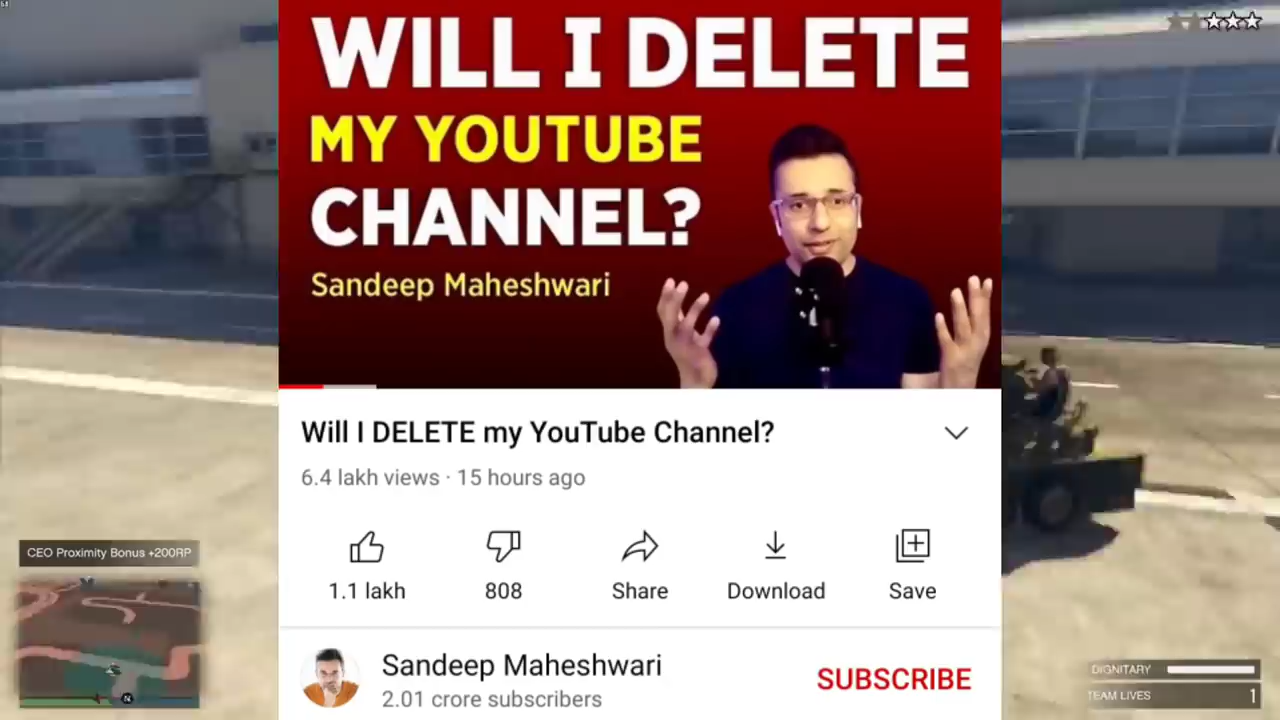 WILL I DELETE
MY YOUTUBE
CHANNEL?
Sandeep Maheshwari
Will I DELETE my YouTube Channel?
6.4 lakh views · 15 hours ago
1.1 lakh
808
Share
Download
Save
Sandeep Maheshwari
2.01 crore subscribers
SUBSCRIBE
CEO Proximity Bonus +200RP
N
DIGNITARY
TEAM LIVES 1